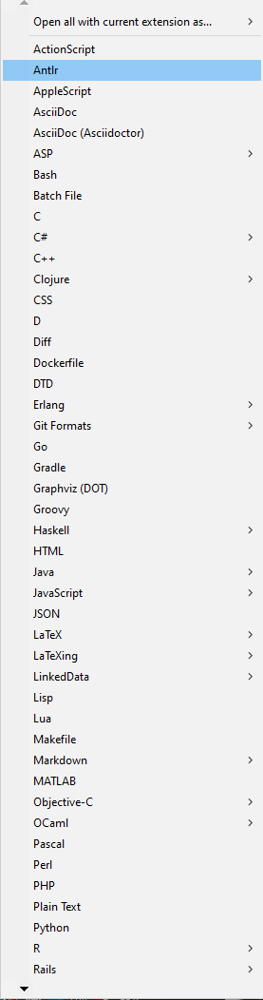 Open all with current extension as...
ActionScript
Antlr
AppleScript
AsciiDoc
AsciiDoc (Asciidoctor)
ASP
Bash
Batch File
C
C#
C++
Clojure
CSS
D
Diff
Dockerfile
DTD
Erlang
Git Formats
Go
Gradle
Graphviz (DOT)
Groovy
Haskell
HTML
Java
JavaScript
JSON
LaTeX
LaTeXing
LinkedData
Lisp
Lua
Makefile
Markdown
MATLAB
Objective-C
OCaml
Pascal
Perl
PHP
Plain Text
Python
R
Rails